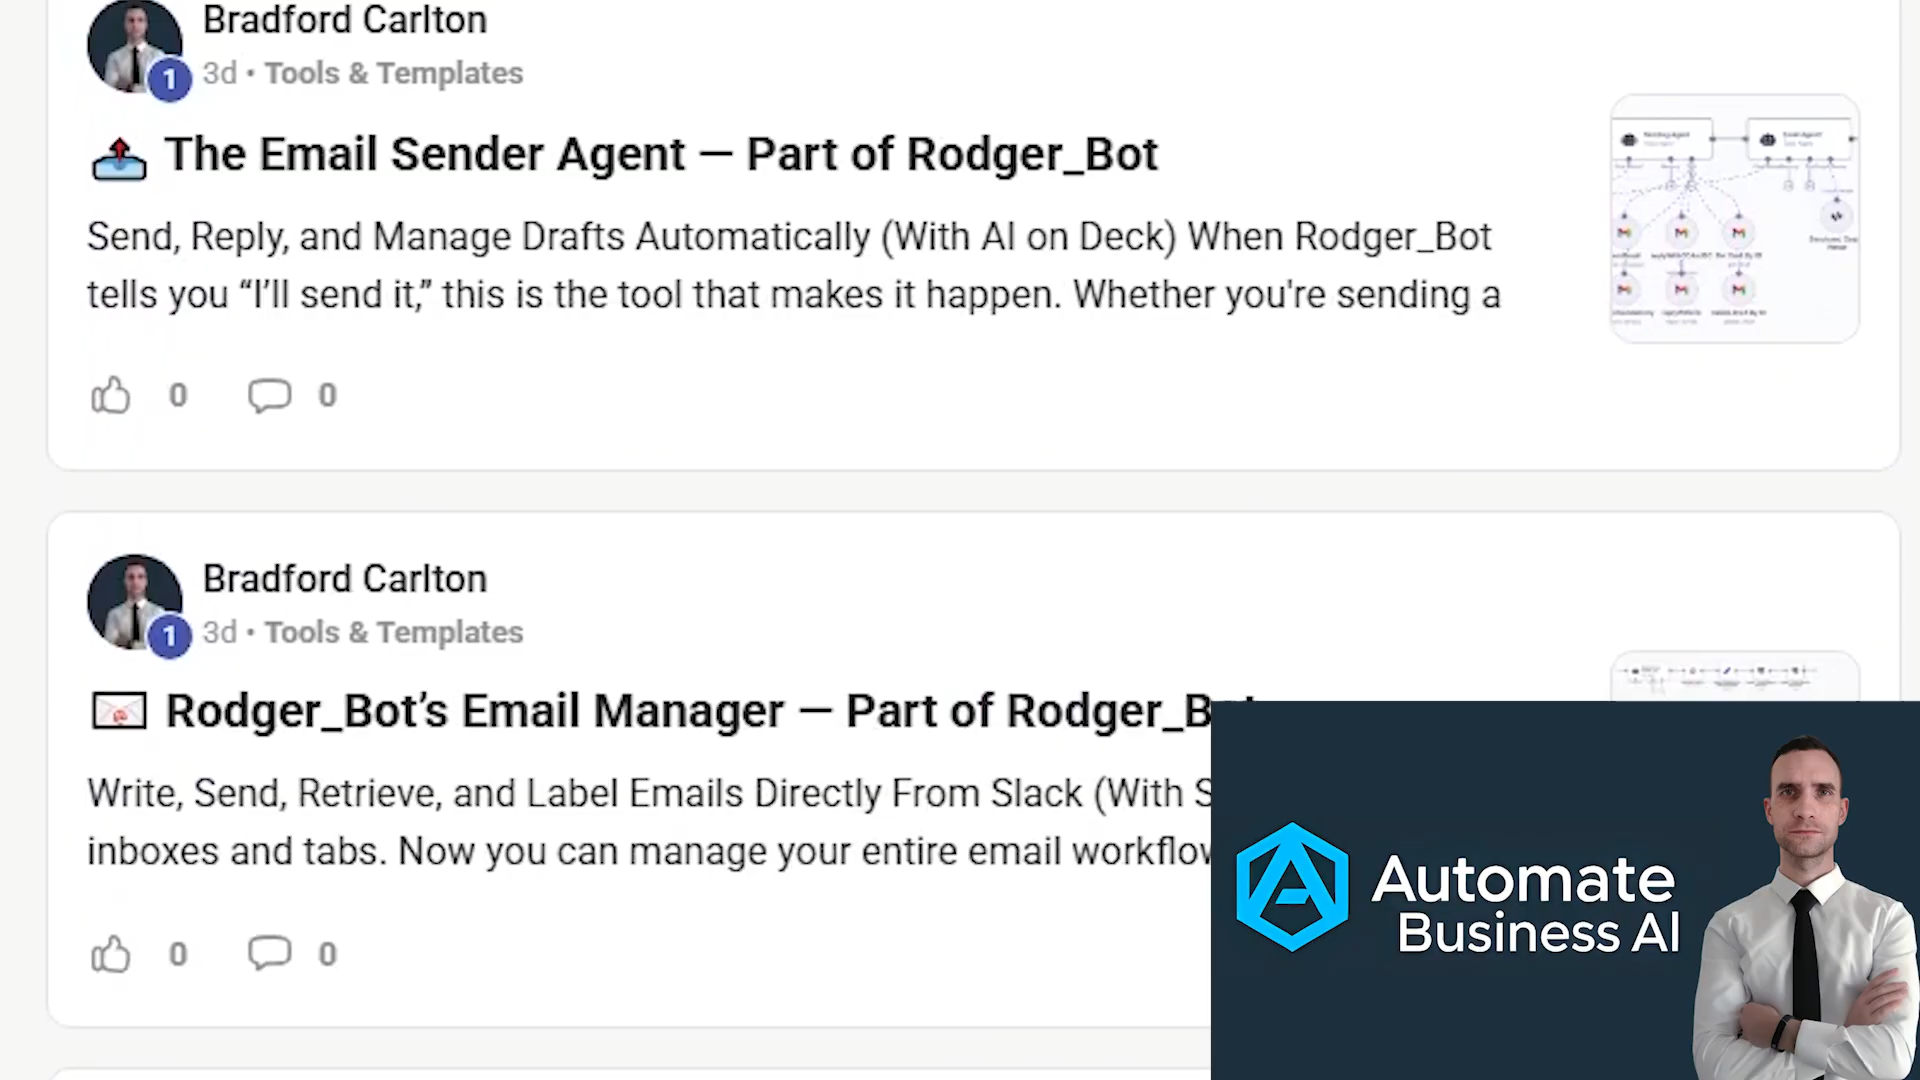 Bradford Carlton
1 3d • Tools & Templates
The Email Sender Agent — Part of Rodger_Bot
Send, Reply, and Manage Drafts Automatically (With AI on Deck) When Rodger_Bot
tells you “I’ll send it,” this is the tool that makes it happen. Whether you're sending a
0 0
Bradford Carlton
1 3d • Tools & Templates
Rodger_Bot’s Email Manager — Part of Rodger_Bot
Write, Send, Retrieve, and Label Emails Directly From Slack (With S
inboxes and tabs. Now you can manage your entire email workflow
0 0
Automate
Business AI